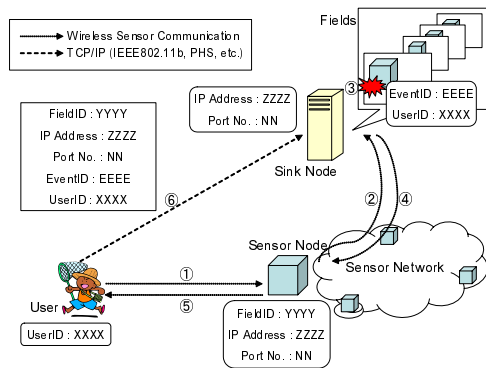 Wireless Sensor Communication
TCP/IP (IEEE802.11b, PHS, etc.)
Fields
FieldID : YYYY
IP Address : ZZZZ
Port No. : NN
EventID : EEEE
UserID : XXXX
IP Address : ZZZZ
Port No. : NN
③
EventID : EEEE
UserID : XXXX
Sink Node
⑥
②
④
Sensor Node
Sensor Network
①
⑤
User
UserID : XXXX
FieldID : YYYY
IP Address : ZZZZ
Port No. : NN